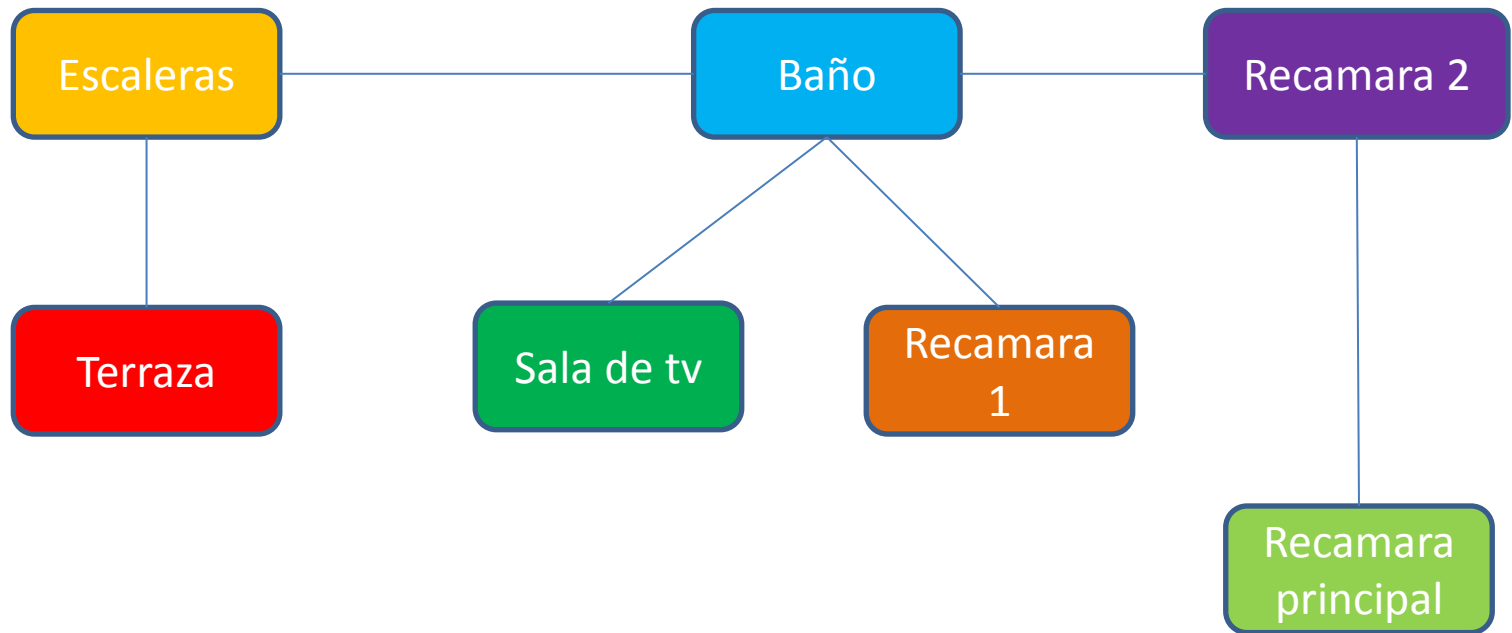 Escaleras
Baño
Recamara 2
Terraza
Sala de tv
Recamara
1
Recamara
principal